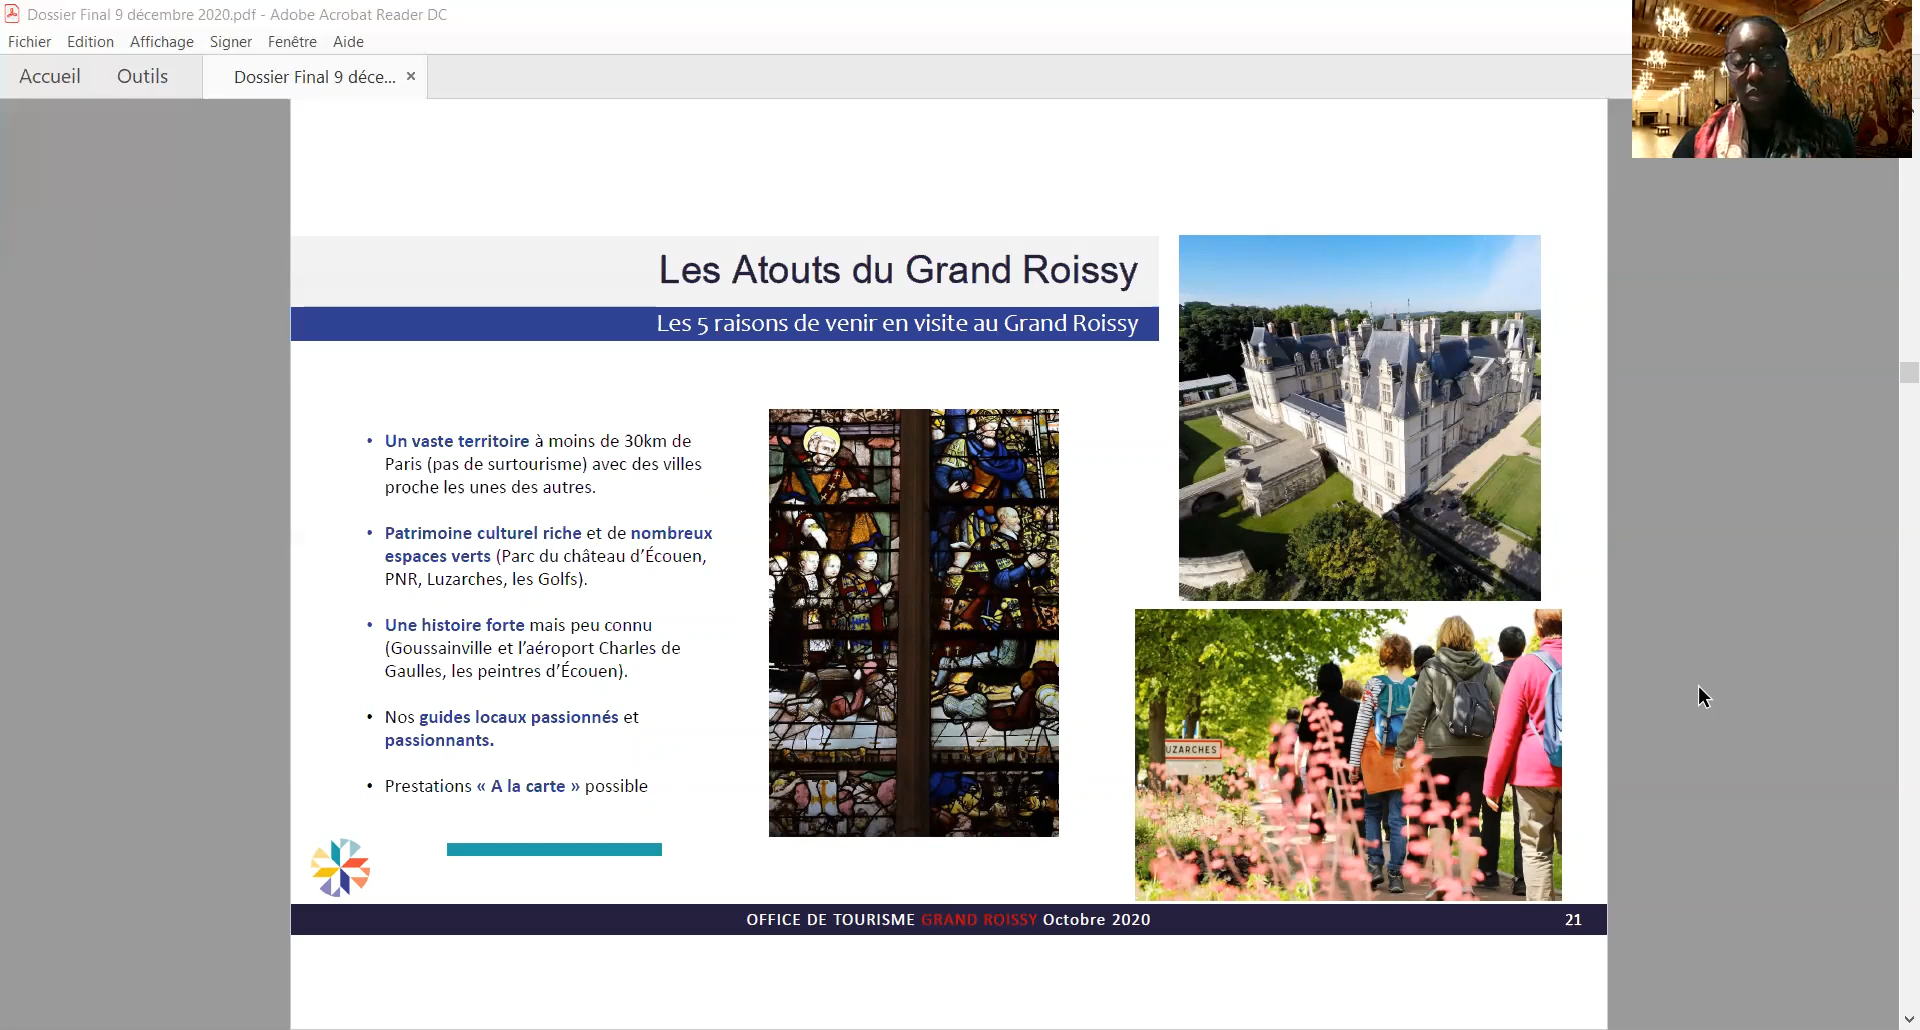 Dossier Final 9 décembre 2020.pdf - Adobe Acrobat Reader DC
Fichier Edition Affichage Signer Fenêtre Aide
Accueil Outils Dossier Final 9 déce... ×
Les Atouts du Grand Roissy
Les 5 raisons de venir en visite au Grand Roissy
• Un vaste territoire à moins de 30km de
Paris (pas de surtourisme) avec des villes
proche les unes des autres.
• Patrimoine culturel riche et de nombreux
espaces verts (Parc du château d’Écouen,
PNR, Luzarches, les Golfs).
• Une histoire forte mais peu connu
(Goussainville et l’aéroport Charles de
Gaulles, les peintres d’Écouen).
• Nos guides locaux passionnés et
passionnants.
• Prestations « A la carte » possible
UZARCHES
OFFICE DE TOURISME GRAND ROISSY Octobre 2020
21